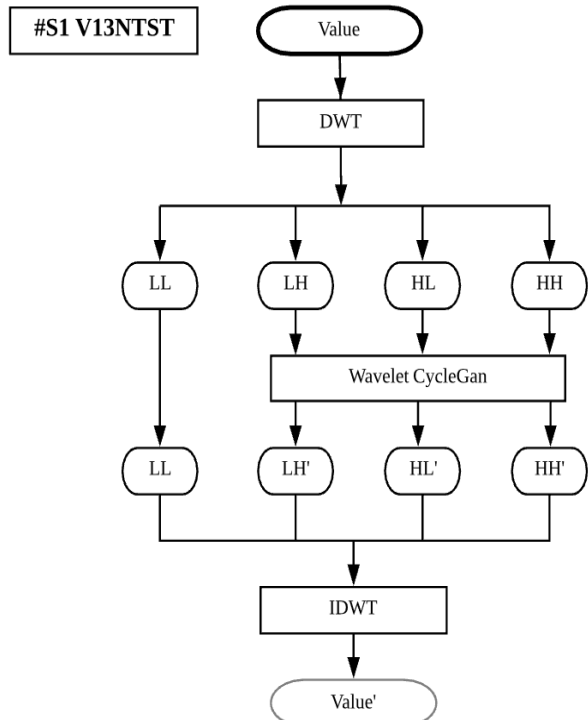 #S1 V13NTST
Value
DWT
LL
LH
HL
HH
Wavelet CycleGan
LL
LH'
HL'
HH'
IDWT
Value'